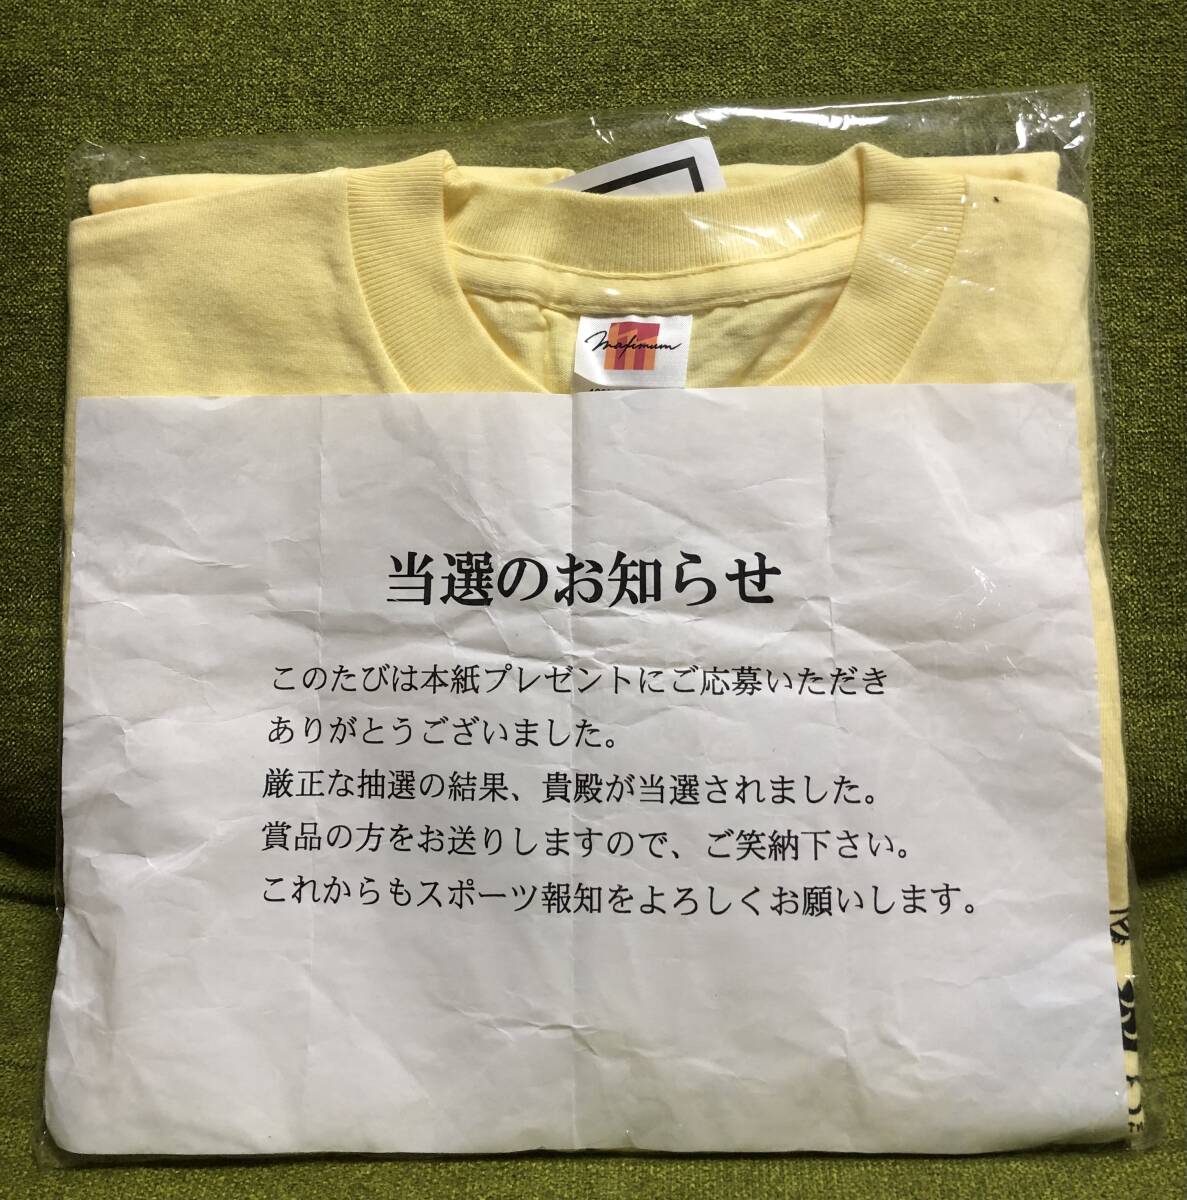 Maximum
当選のお知らせ
このたびは本紙プレゼントにご応募いただき
ありがとうございました。
厳正な抽選の結果、貴殿が当選されました。
賞品の方をお送りしますので、ご笑納下さい。
これからもスポーツ報知をよろしくお願いします。